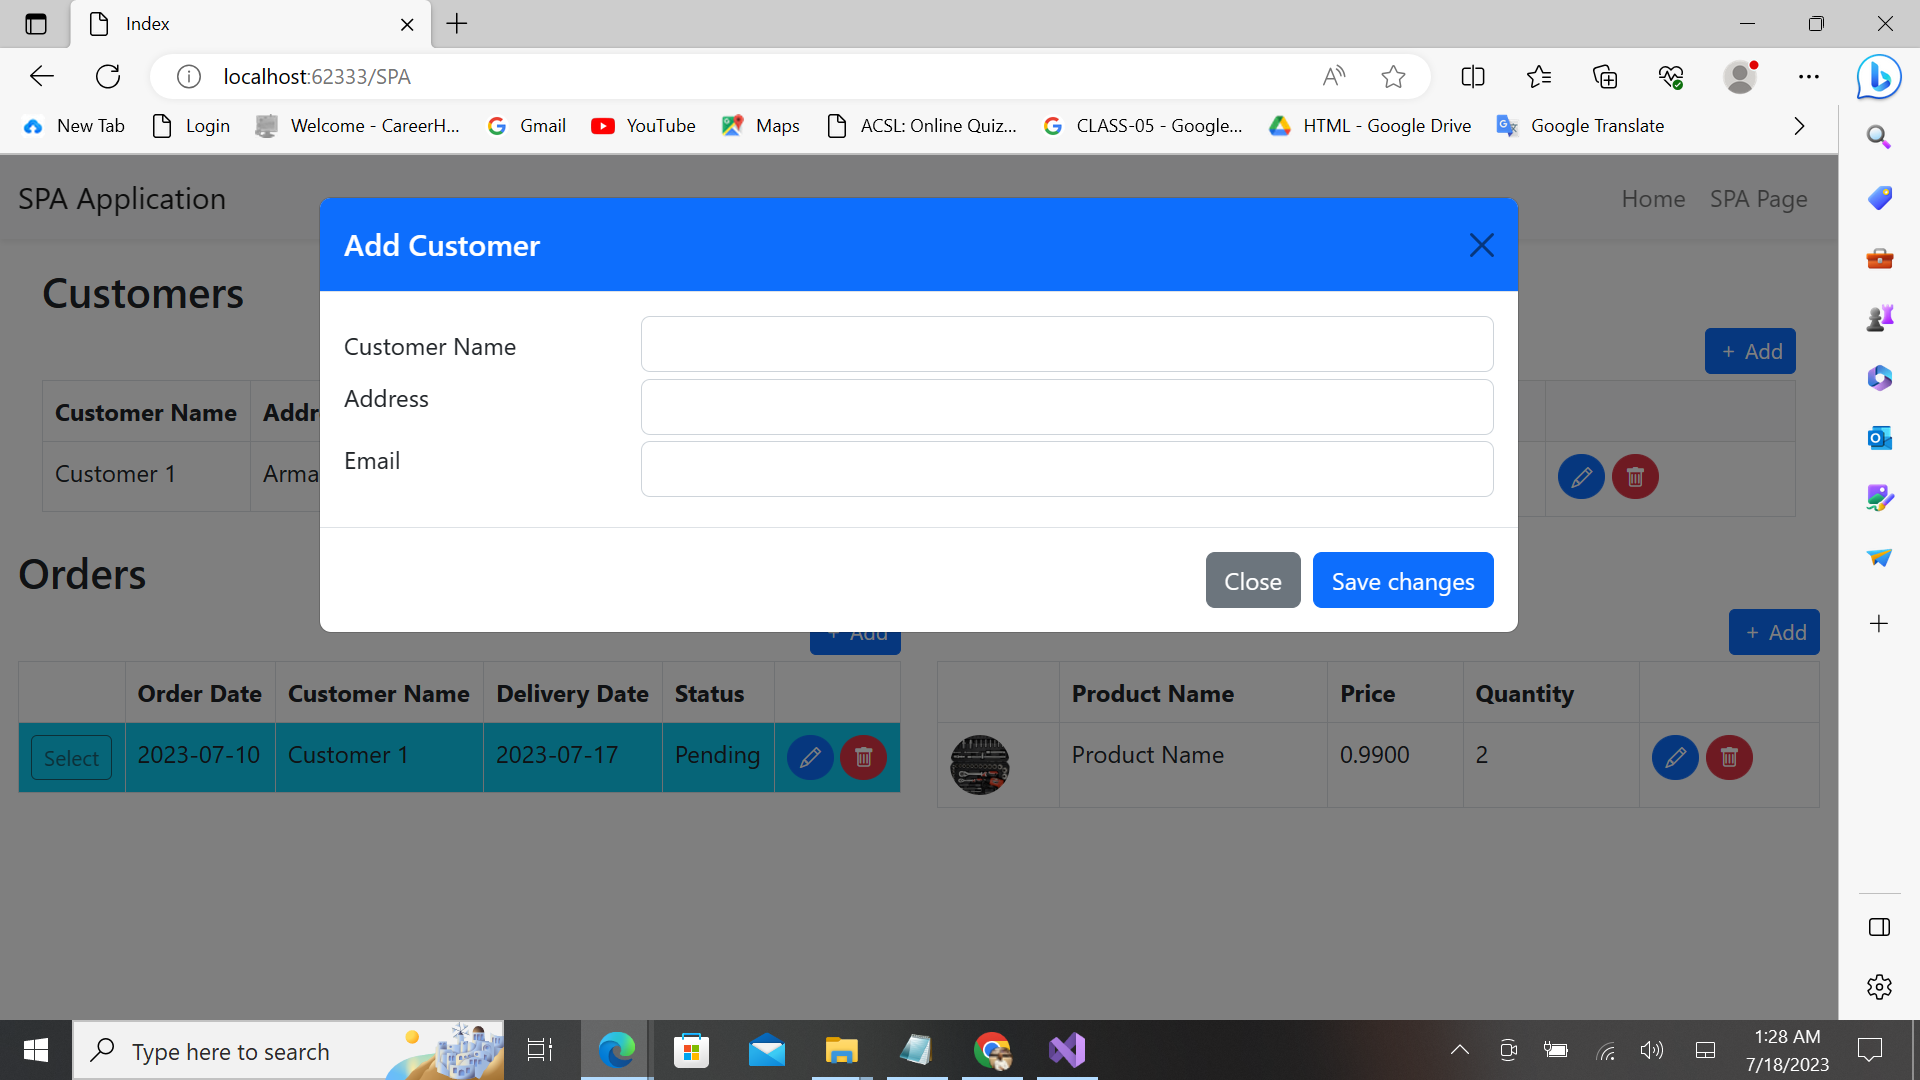 Index
localhost:62333/SPA
New Tab Login Welcome - CareerH... Gmail YouTube Maps ACSL: Online Quiz... CLASS-05 - Google... HTML - Google Drive Google Translate
SPA Application Home SPA Page
Add Customer
Customers
Customer Name
+ Add
Address
Customer Name Addr
Email
Customer 1 Arma
Orders
Close Save changes
+ Add + Add
Order Date Customer Name Delivery Date Status Product Name Price Quantity
Select 2023-07-10 Customer 1 2023-07-17 Pending Product Name 0.9900 2
Type here to search
1:28 AM
7/18/2023